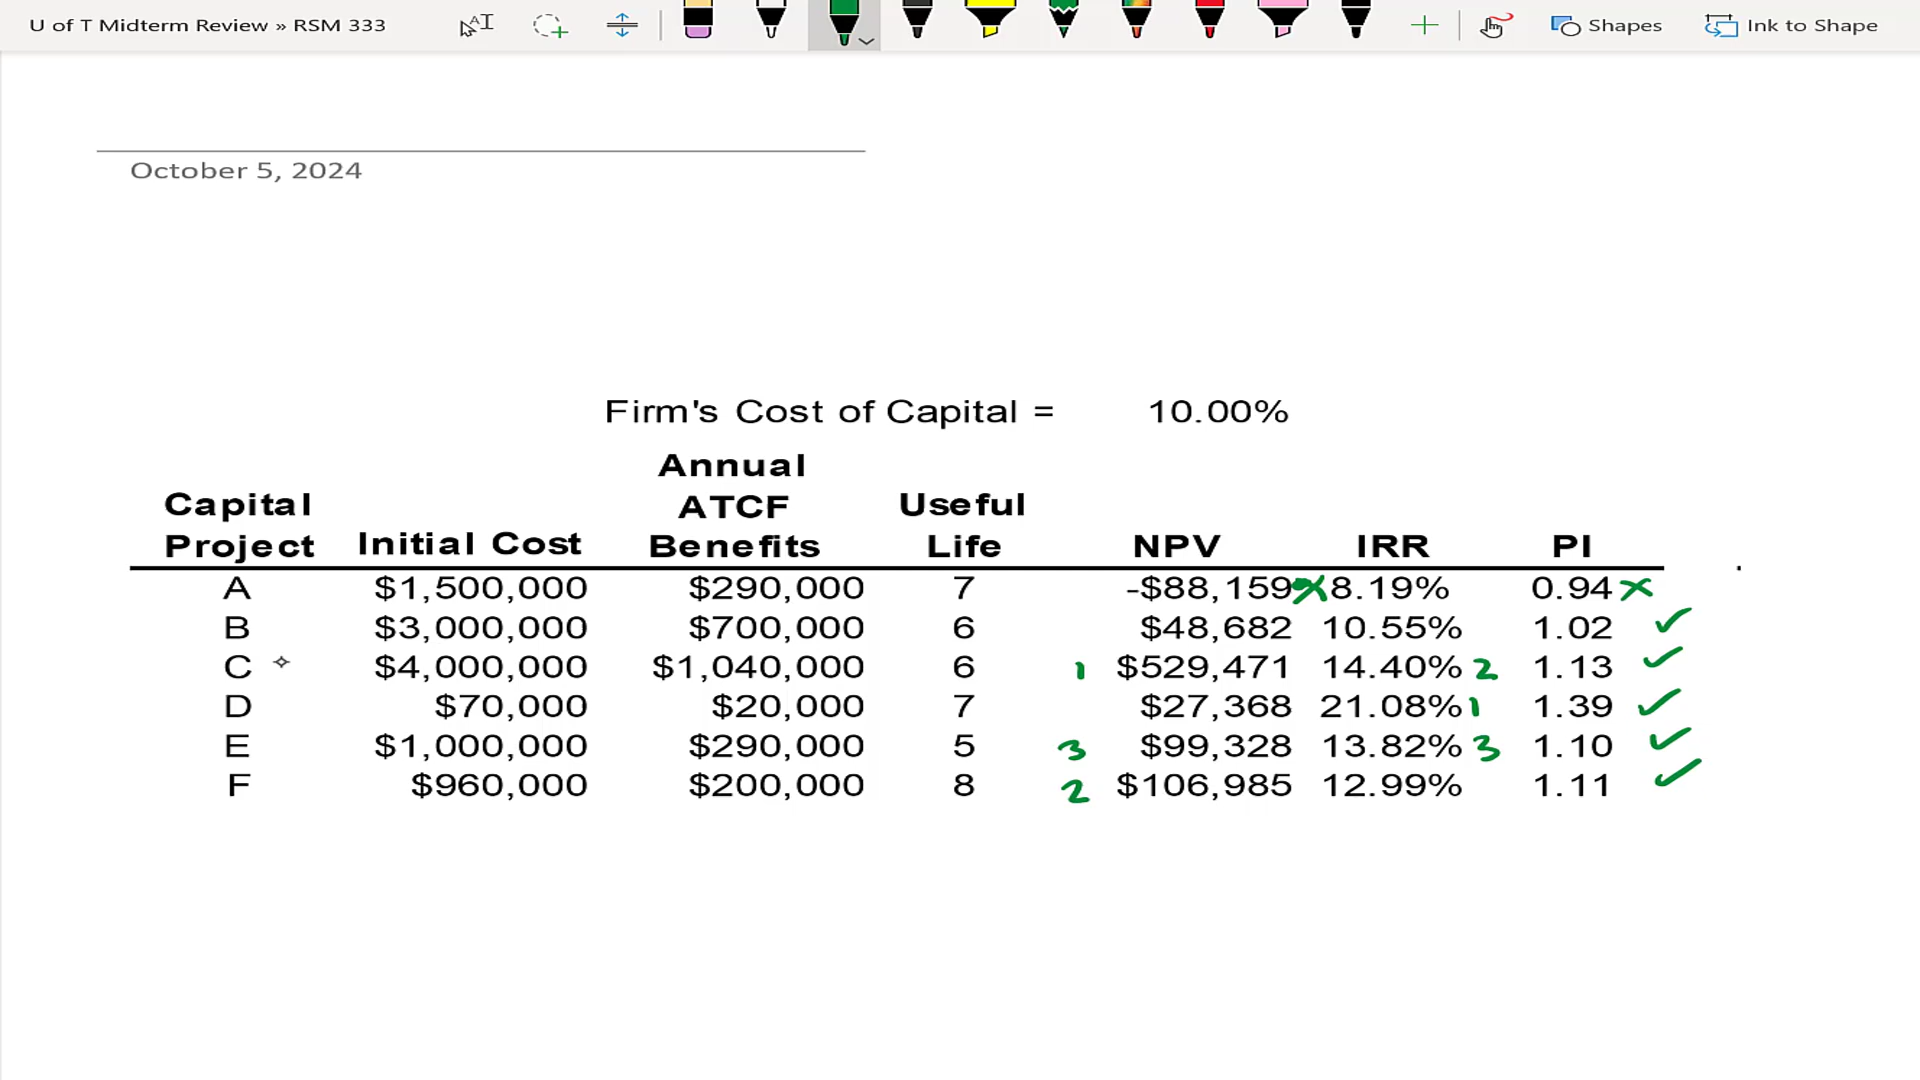 U of T Midterm Review » RSM 333
Shapes
Ink to Shape
October 5, 2024
Firm's Cost of Capital = 10.00%
Capital Project Initial Cost Annual ATCF Benefits Useful Life NPV IRR PI
A $1,500,000 $290,000 7 -$88,159 x 8.19% 0.94 x
B $3,000,000 $700,000 6 $48,682 10.55% 1.02 ✓
C $4,000,000 $1,040,000 6 1 $529,471 14.40% 2 1.13 ✓
D $70,000 $20,000 7 $27,368 21.08% 1 1.39 ✓
E $1,000,000 $290,000 5 3 $99,328 13.82% 3 1.10 ✓
F $960,000 $200,000 8 2 $106,985 12.99% 1.11 ✓